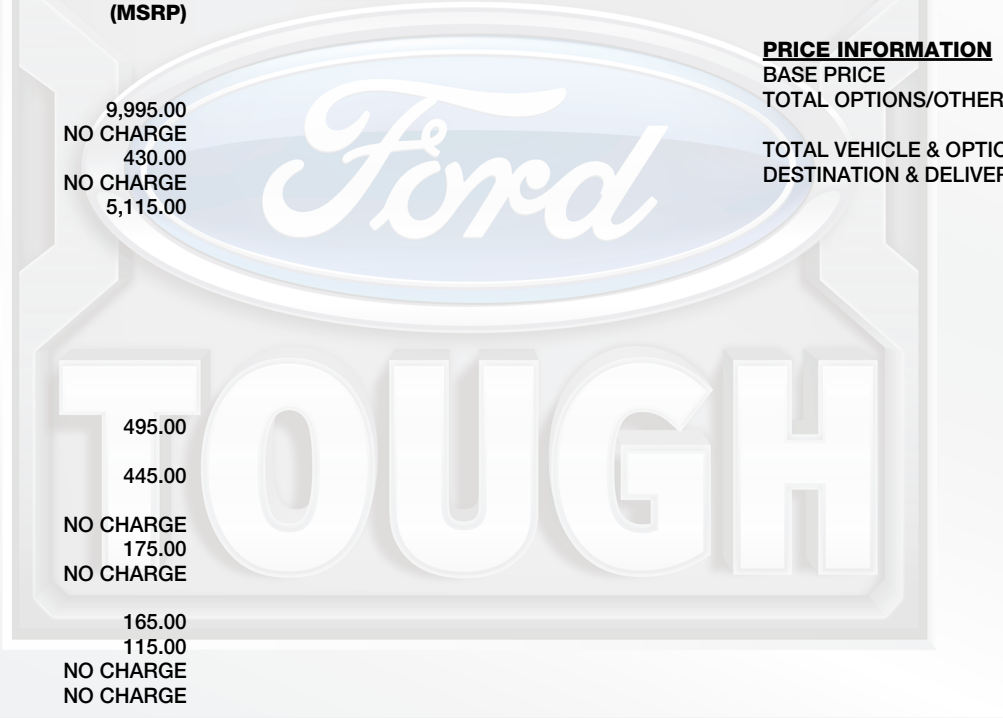 (MSRP)
9,995.00
NO CHARGE
430.00
NO CHARGE
5,115.00
495.00
445.00
NO CHARGE
175.00
NO CHARGE
165.00
115.00
NO CHARGE
NO CHARGE
PRICE INFORMATION
BASE PRICE
TOTAL OPTIONS/OTHER
TOTAL VEHICLE & OPTIO
DESTINATION & DELIVER
Ford
TOUGH